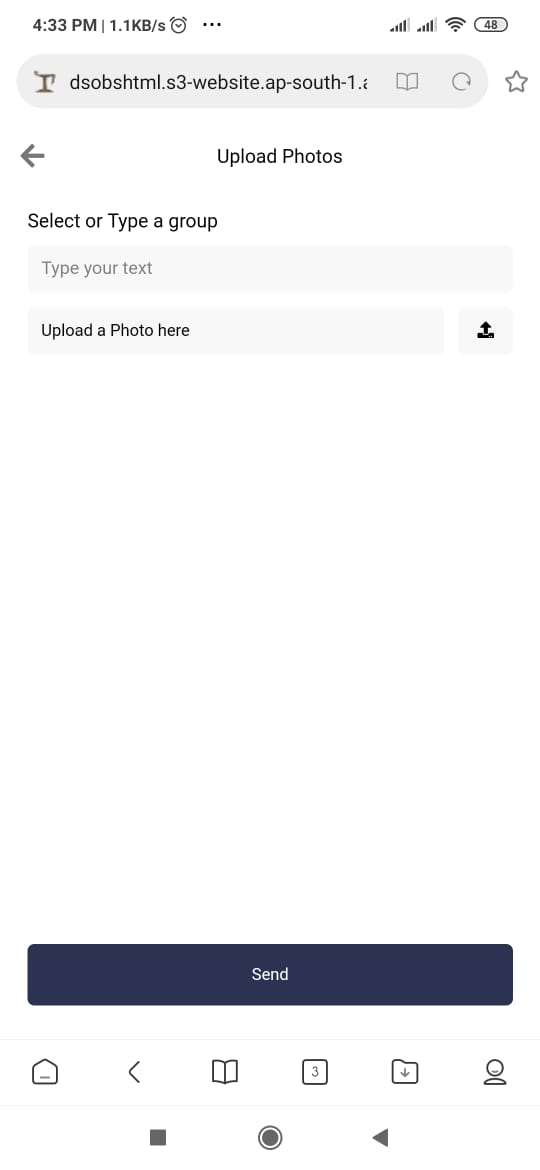 4:33 PM | 1.1KB/s
48
dsobshtml.s3-website.ap-south-1.a
Upload Photos
Select or Type a group
Type your text
Upload a Photo here
Send
3